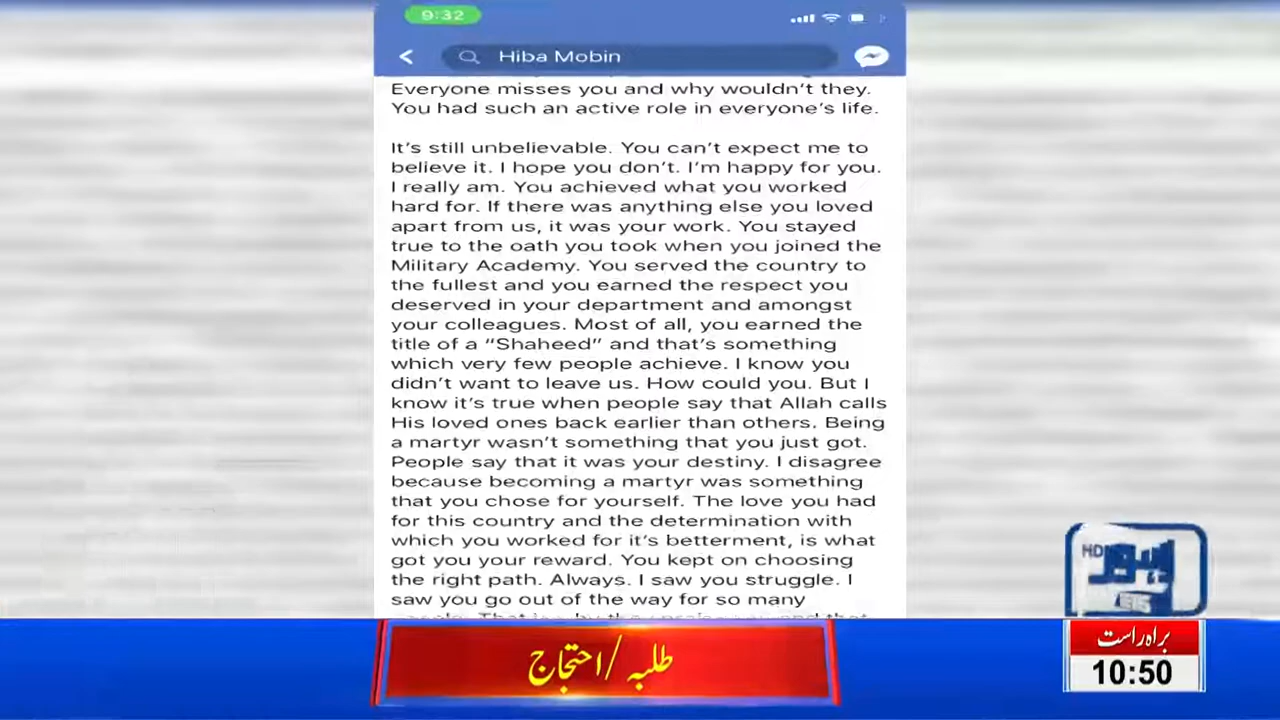 9:32
Hiba Mobin
Everyone misses you and why wouldn't they.
You had such an active role in everyone's life.
It's still unbelievable. You can't expect me to
believe it. I hope you don't. I'm happy for you.
I really am. You achieved what you worked
hard for. If there was anything else you loved
apart from us, it was your work. You stayed
true to the oath you took when you joined the
Military Academy. You served the country to
the fullest and you earned the respect you
deserved in your department and amongst
your colleagues. Most of all, you earned the
title of a “Shaheed” and that's something
which very few people achieve. I know you
didn't want to leave us. How could you. But I
know it's true when people say that Allah calls
His loved ones back earlier than others. Being
a martyr wasn't something that you just got.
People say that it was your destiny. I disagree
because becoming a martyr was something
that you chose for yourself. The love you had
for this country and the determination with
which you worked for it's betterment, is what
got you your reward. You kept on choosing
the right path. Always. I saw you struggle. I
saw you go out of the way for so many
HD
طلبہ/احتجاج
براہ راست
10:50